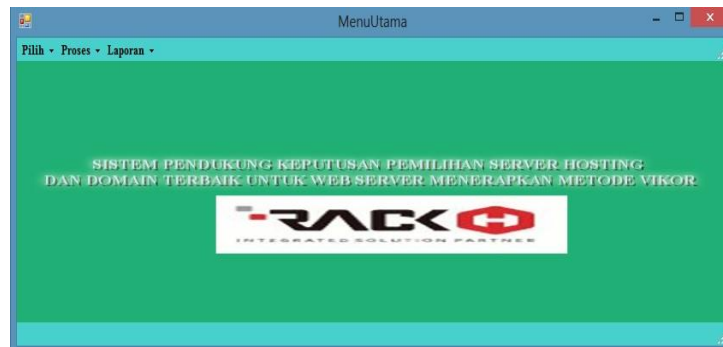 MenuUtama
Pilih Proses Laporan
SISTEM PENDUKUNG KEPUTUSAN PEMILIHAN SERVER HOSTING
DAN DOMAIN TERBAIK UNTUK WEB SERVER MENERAPKAN METODE VIKOR
RACK H
INTEGRATED SOLUTION PARTNER